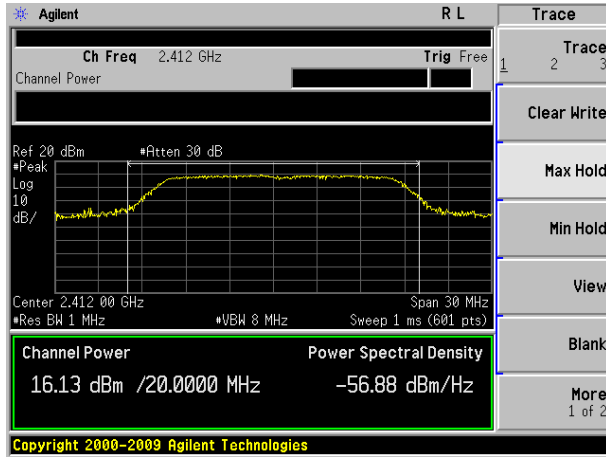 Agilent R L Trace
Ch Freq 2.412 GHz Trig Free
Channel Power
Trace
1 2 3
Clear Write
Max Hold
Min Hold
View
Blank
More
1 of 2
Ref 20 dBm #Atten 30 dB
#Peak
Log
10
dB/
Center 2.412 00 GHz Span 30 MHz
#Res BW 1 MHz #VBW 8 MHz Sweep 1 ms (601 pts)
Channel Power Power Spectral Density
16.13 dBm /20.0000 MHz -56.88 dBm/Hz
Copyright 2000-2009 Agilent Technologies